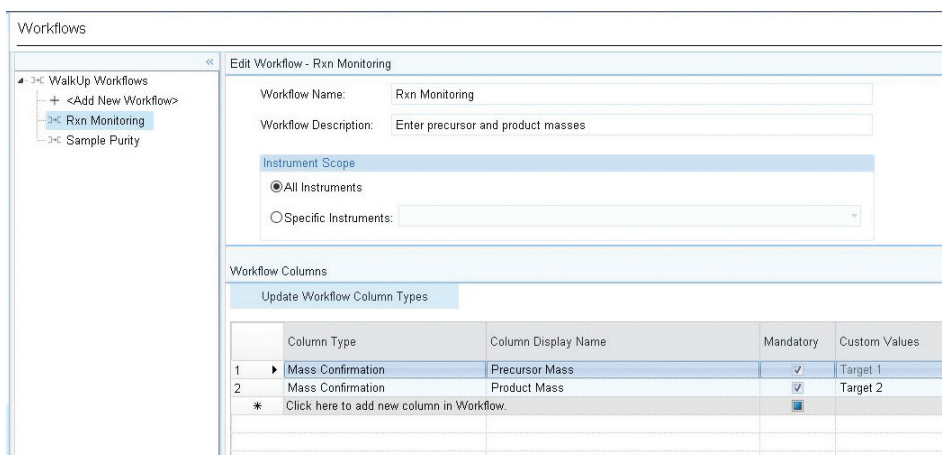 Workflows
«
WalkUp Workflows
+ <Add New Workflow>
Rxn Monitoring
Sample Purity
Edit Workflow - Rxn Monitoring
Workflow Name: Rxn Monitoring
Workflow Description: Enter precursor and product masses
Instrument Scope
All Instruments
Specific Instruments:
Workflow Columns
Update Workflow Column Types
Column Type Column Display Name Mandatory Custom Values
1 Mass Confirmation Precursor Mass Target 1
2 Mass Confirmation Product Mass Target 2
* Click here to add new column in Workflow.